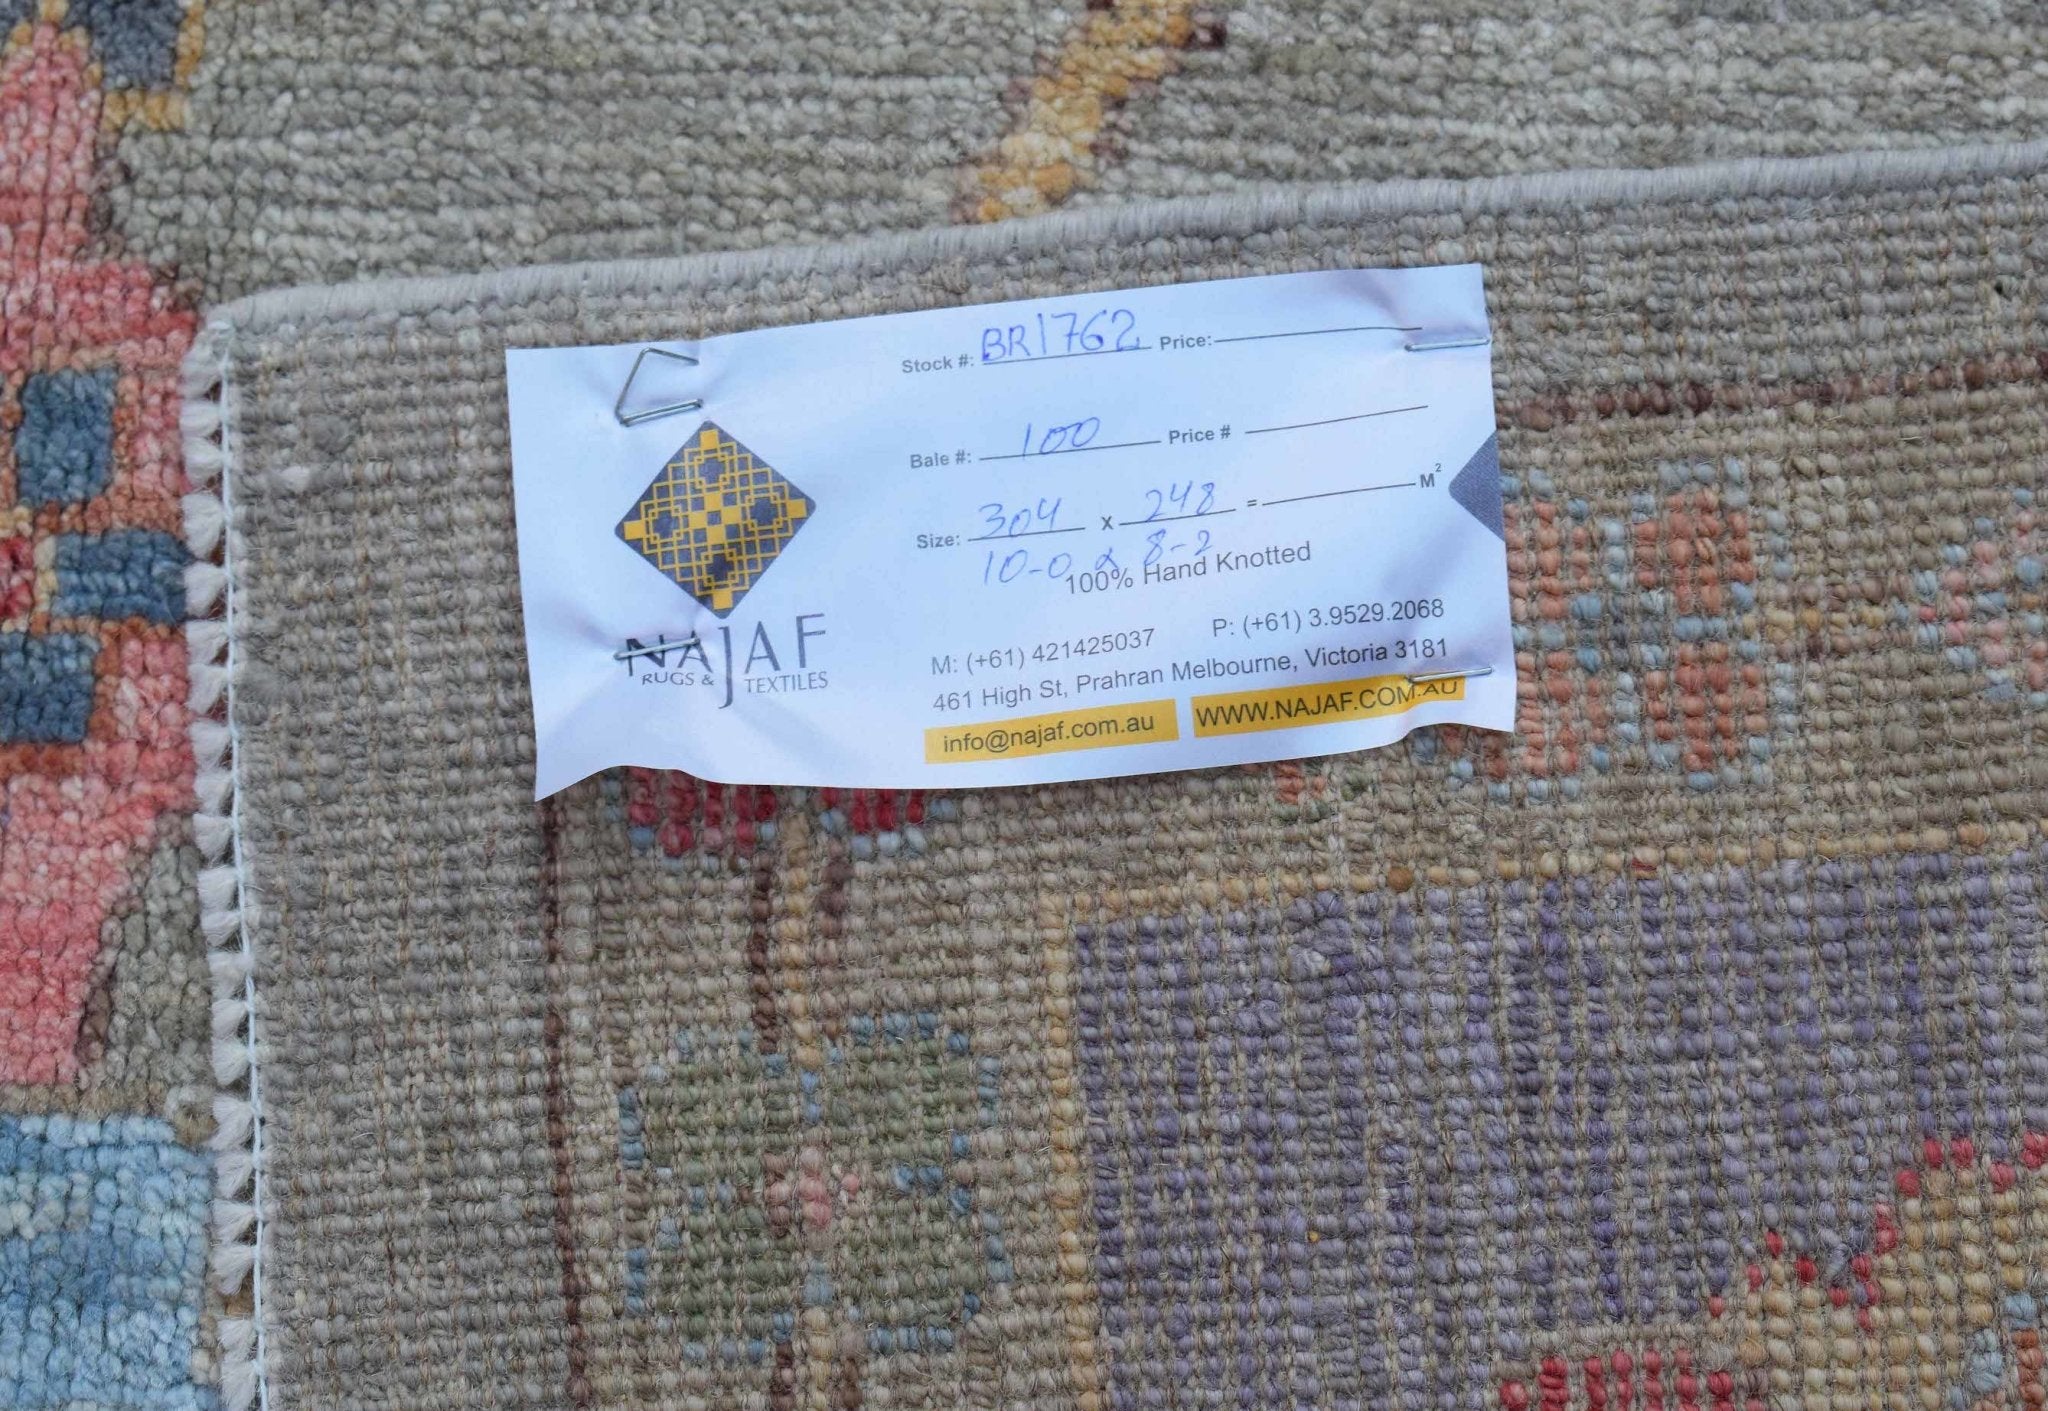 Stock #: BR1762 Price:
Bale #: 100 Price #
Size: 304 x 248 = M²
10-0 x 8-2
100% Hand Knotted
NAJAF
RUGS & TEXTILES
M: (+61) 421425037 P: (+61) 3.9529.2068
461 High St, Prahran Melbourne, Victoria 3181
info@najaf.com.au WWW.NAJAF.COM.AU